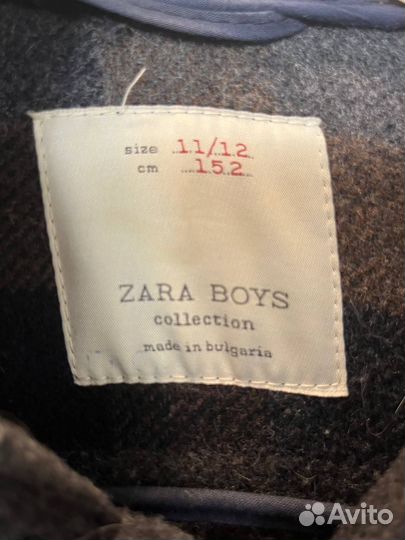 size 11/12
cm 152
ZARA BOYS
collection
made in bulgaria
Avito